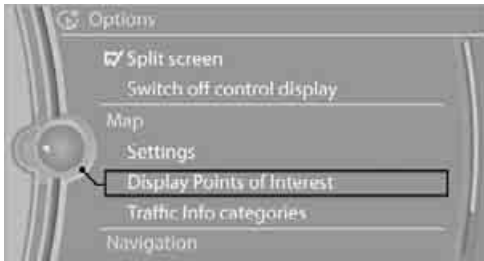 Options
Split screen
Switch off control display
Map
Settings
Display Points of Interest
Traffic Info categories
Navigation